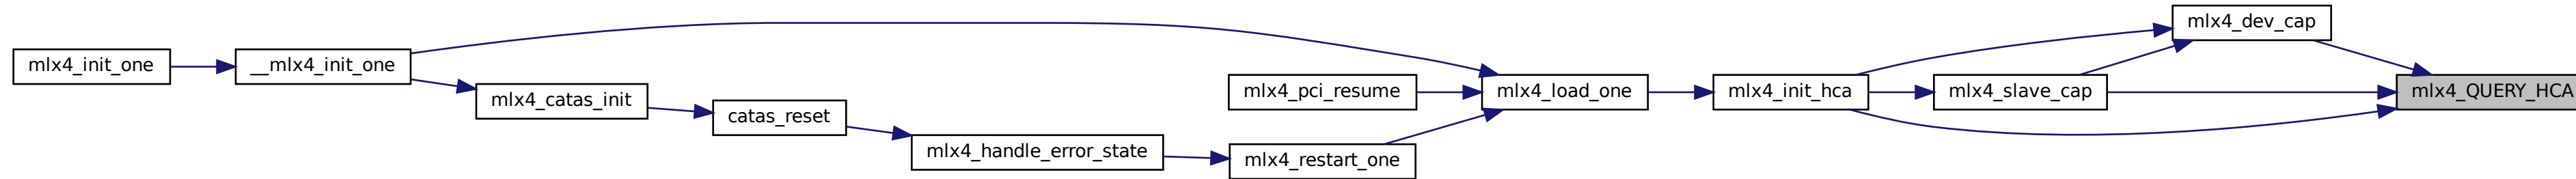 mlx4_init_one
__mlx4_init_one
mlx4_catas_init
catas_reset
mlx4_handle_error_state
mlx4_pci_resume
mlx4_restart_one
mlx4_load_one
mlx4_init_hca
mlx4_dev_cap
mlx4_slave_cap
mlx4_QUERY_HCA